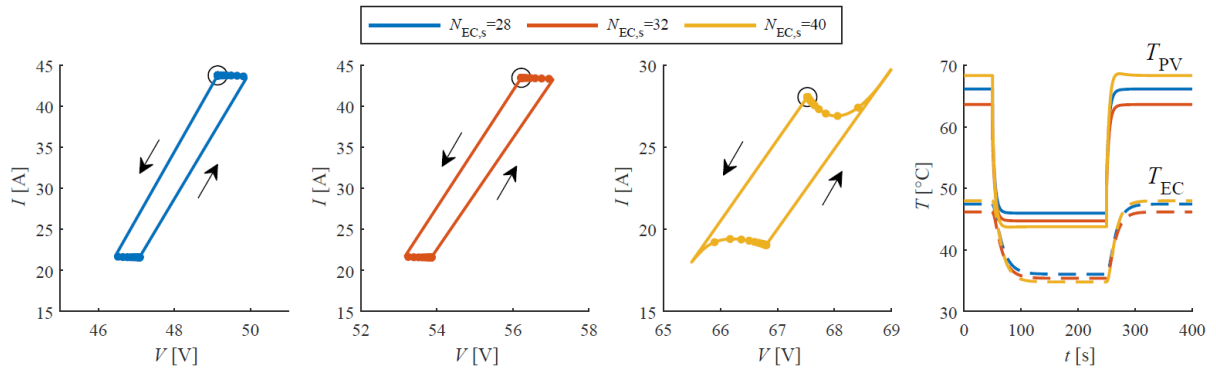 N_EC,s=28 N_EC,s=32 N_EC,s=40
45
40
35
30
25
20
15
I [A]
46 48 50
V [V]
45
40
35
30
25
20
15
I [A]
52 54 56 58
V [V]
30
25
20
15
I [A]
65 66 67 68 69
V [V]
T_PV
T_EC
70
60
50
40
30
T [°C]
0 100 200 300 400
t [s]